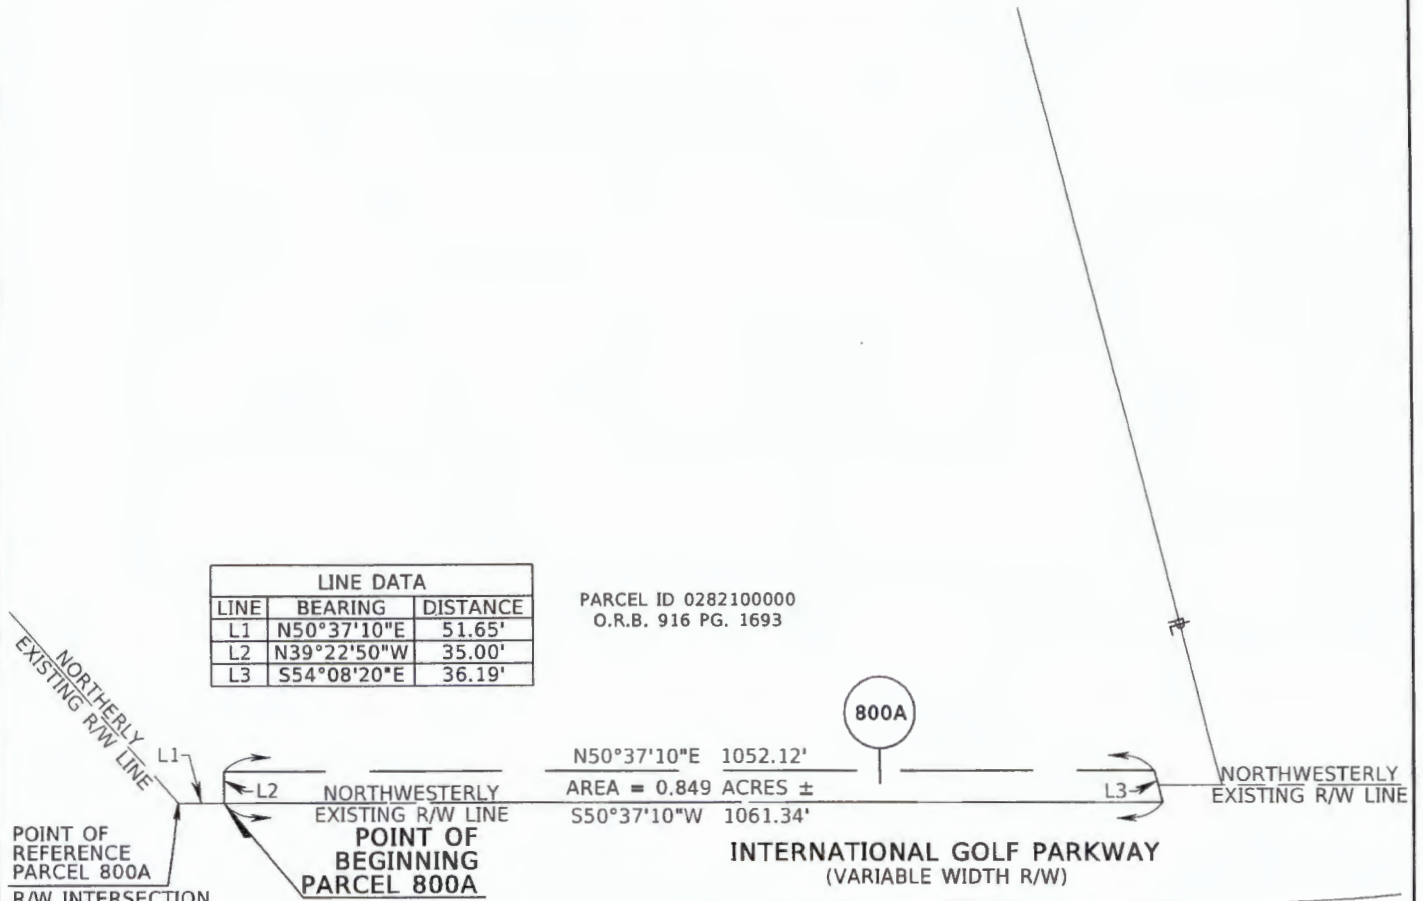 LINE DATA
LINE BEARING DISTANCE
L1 N50°37'10"E 51.65'
L2 N39°22'50"W 35.00'
L3 S54°08'20"E 36.19'
PARCEL ID 0282100000
O.R.B. 916 PG. 1693
PL
NORTHERLY
EXISTING R/W LINE
L1
L2
800A
N50°37'10"E 1052.12'
AREA = 0.849 ACRES ±
S50°37'10"W 1061.34'
NORTHWESTERLY
EXISTING R/W LINE
L3
NORTHWESTERLY
EXISTING R/W LINE
POINT OF
REFERENCE
PARCEL 800A
R/W INTERSECTION
POINT OF
BEGINNING
PARCEL 800A
INTERNATIONAL GOLF PARKWAY
(VARIABLE WIDTH R/W)